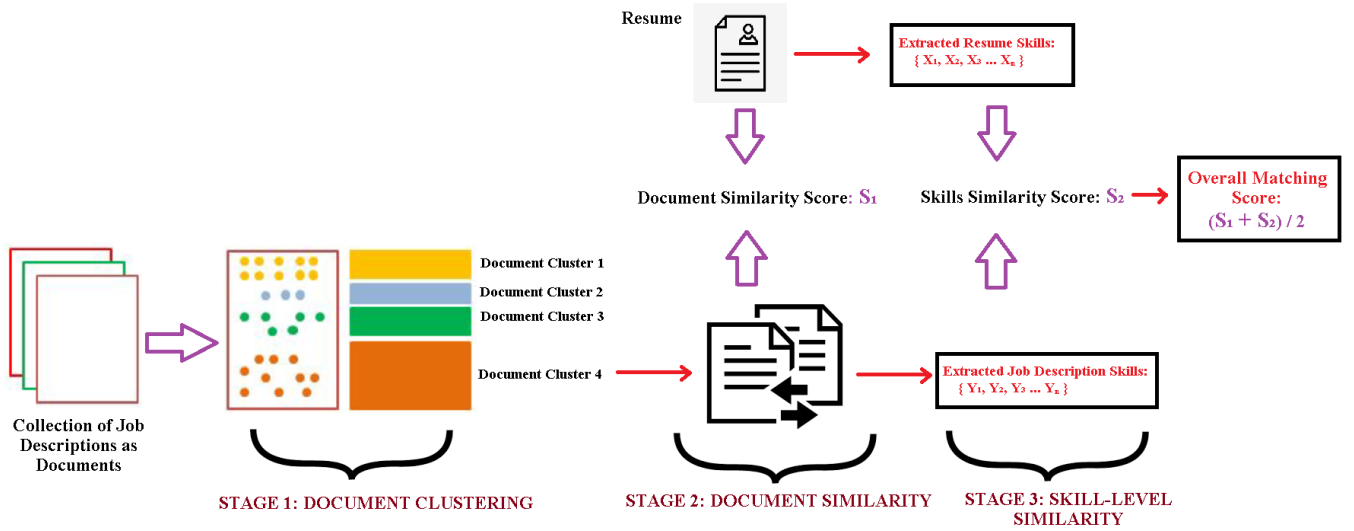 Resume
Extracted Resume Skills:
{ X₁, X₂, X₃ ... Xₙ }
Document Similarity Score: S₁
Skills Similarity Score: S₂
Overall Matching
Score:
(S₁ + S₂) / 2
Document Cluster 1
Document Cluster 2
Document Cluster 3
Document Cluster 4
Extracted Job Description Skills:
{ Y₁, Y₂, Y₃ ... Yₙ }
Collection of Job
Descriptions as
Documents
STAGE 1: DOCUMENT CLUSTERING
STAGE 2: DOCUMENT SIMILARITY
STAGE 3: SKILL-LEVEL
SIMILARITY